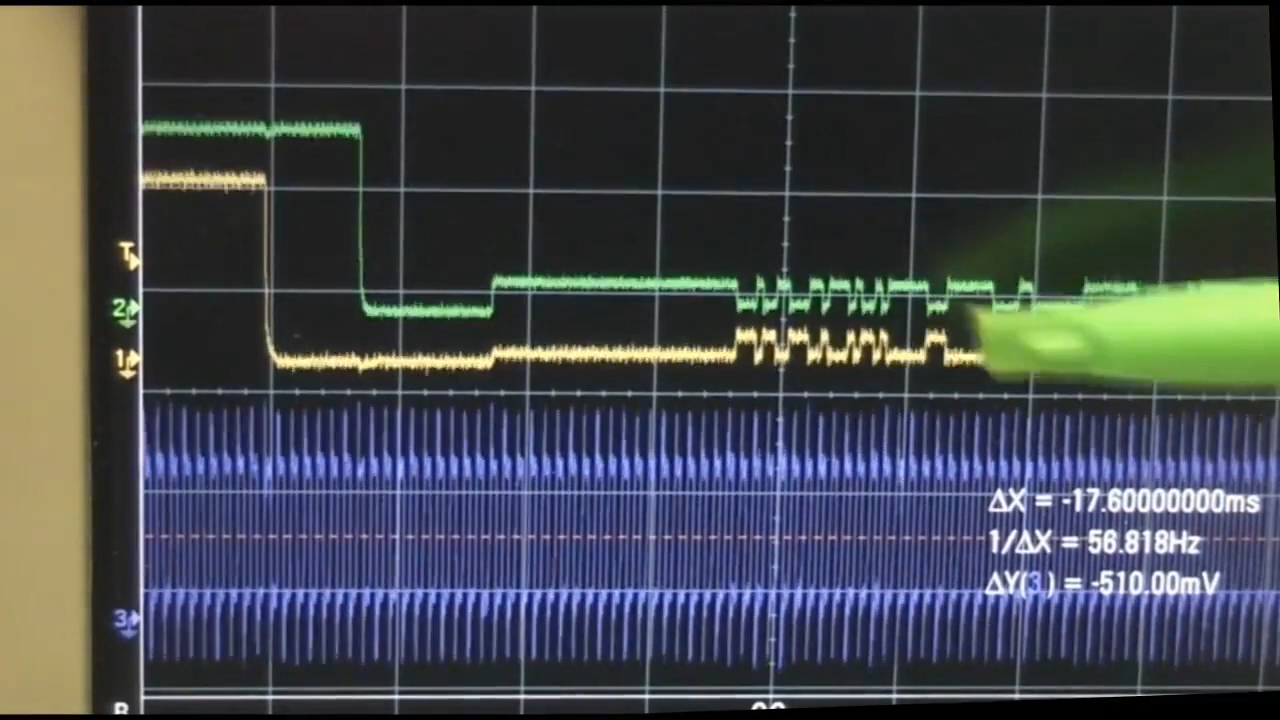 T
2
1
3
ΔX = -17.60000000ms
1/ΔX = 56.818Hz
ΔY(3) = -510.00mV